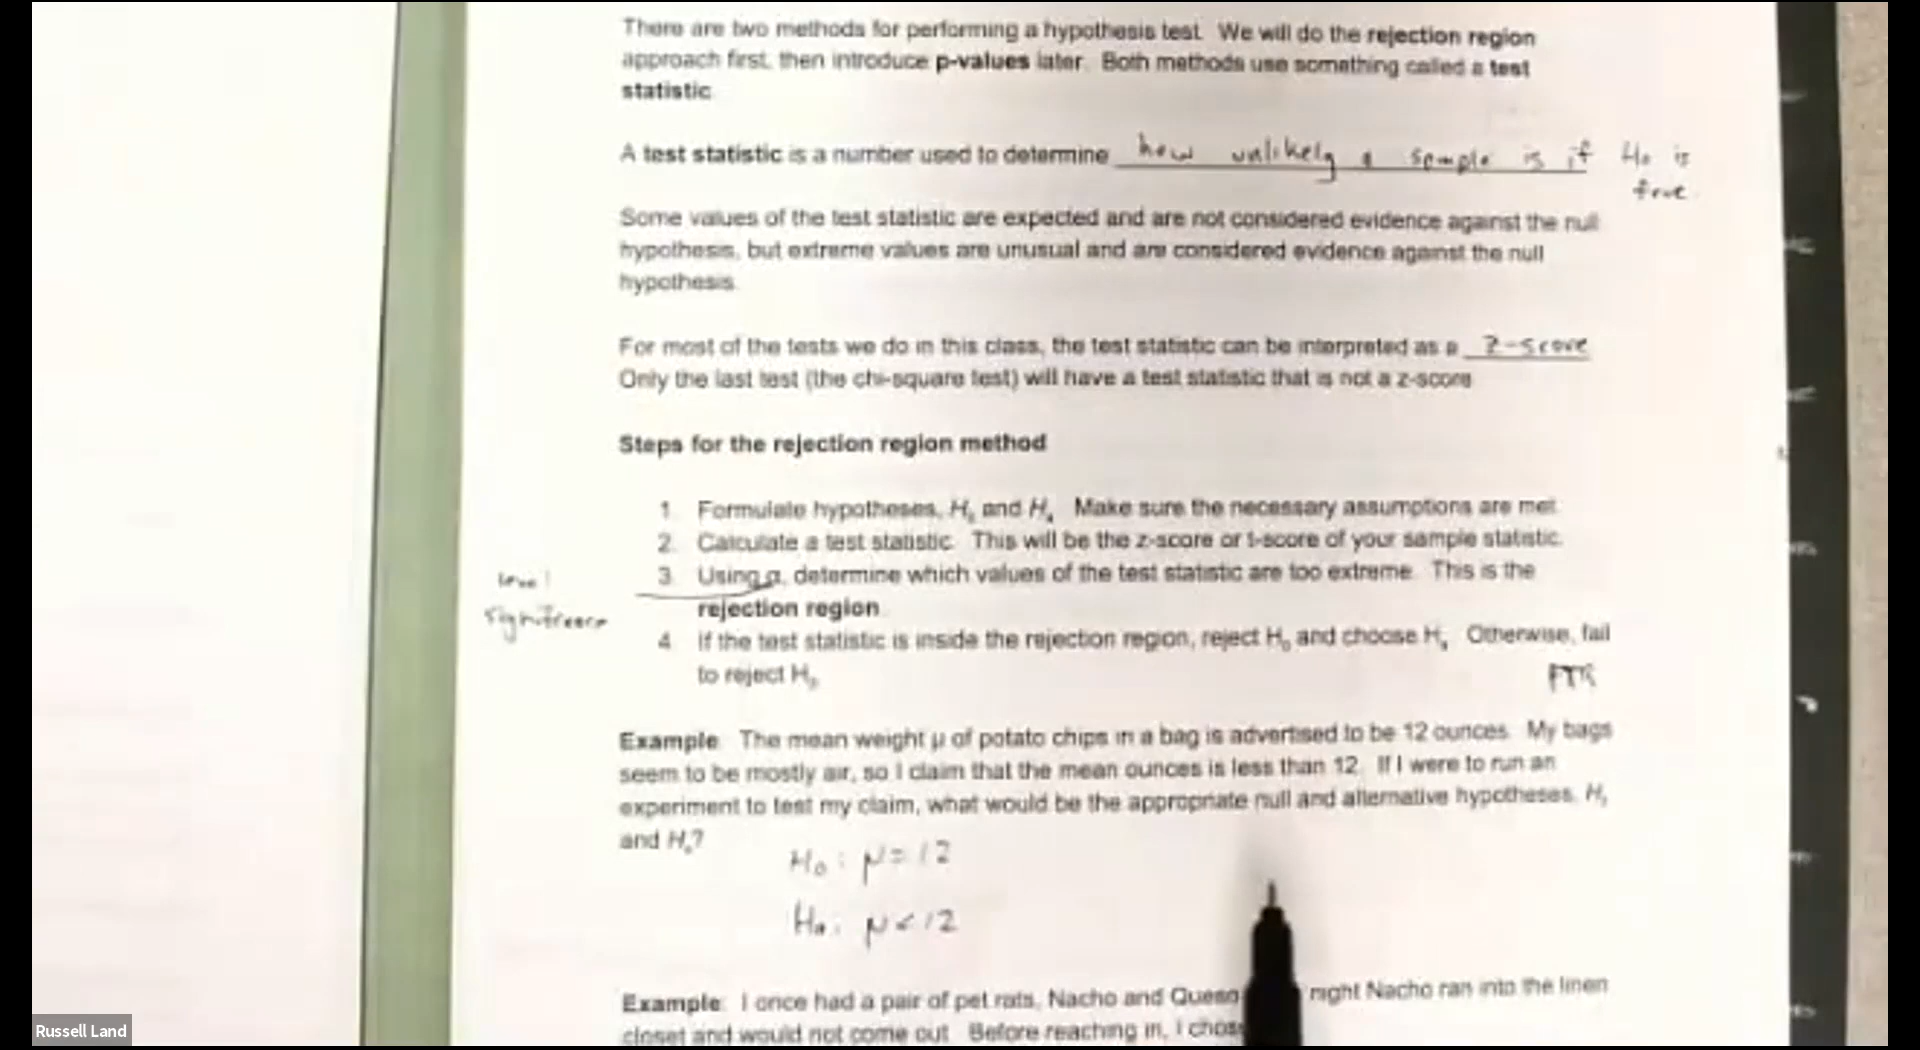 There are two methods for performing a hypothesis test. We will do the rejection region
approach first, then introduce p-values later. Both methods use something called a test
statistic.
A test statistic is a number used to determine how unlikely a sample is if H₀ is
true.
Some values of the test statistic are expected and are not considered evidence against the null
hypothesis, but extreme values are unusual and are considered evidence against the null
hypothesis.
For most of the tests we do in this class, the test statistic can be interpreted as a z-score
Only the last test (the chi-square test) will have a test statistic that is not a z-score
Steps for the rejection region method
1. Formulate hypotheses, H₀ and Hₐ. Make sure the necessary assumptions are met.
2. Calculate a test statistic. This will be the z-score or t-score of your sample statistic.
level
significance
3. Using α, determine which values of the test statistic are too extreme. This is the
rejection region.
4. If the test statistic is inside the rejection region, reject H₀ and choose Hₐ. Otherwise, fail
to reject H₀.
FTR
Example: The mean weight μ of potato chips in a bag is advertised to be 12 ounces. My bags
seem to be mostly air, so I claim that the mean ounces is less than 12. If I were to run an
experiment to test my claim, what would be the appropriate null and alternative hypotheses, H₀
and Hₐ?
H₀: μ = 12
Hₐ: μ < 12
Example: I once had a pair of pet rats, Nacho and Queso night Nacho ran into the linen
closet and would not come out. Before reaching in, I
Russell Land